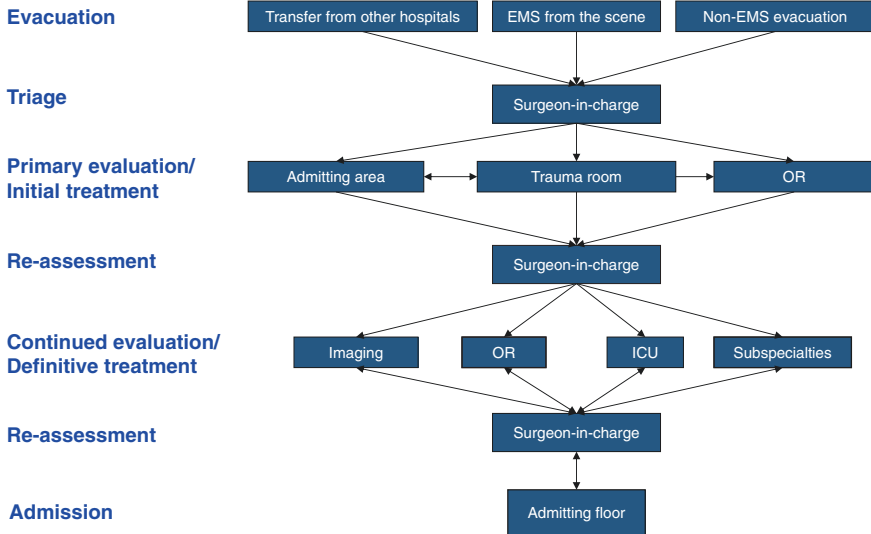 Evacuation
Transfer from other hospitals
EMS from the scene
Non-EMS evacuation
Triage
Surgeon-in-charge
Primary evaluation/
Initial treatment
Admitting area
Trauma room
OR
Re-assessment
Surgeon-in-charge
Continued evaluation/
Definitive treatment
Imaging
OR
ICU
Subspecialties
Re-assessment
Surgeon-in-charge
Admission
Admitting floor